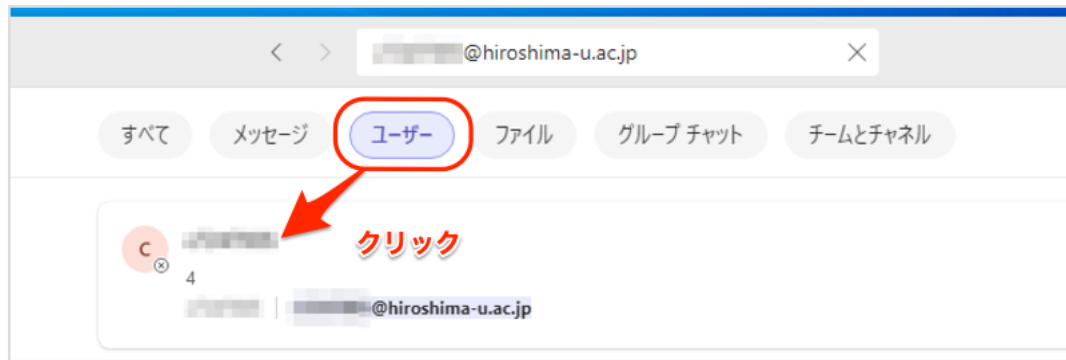 @hiroshima-u.ac.jp
すべて メッセージ ユーザー ファイル グループ チャット チームとチャネル
クリック
C
4
@hiroshima-u.ac.jp